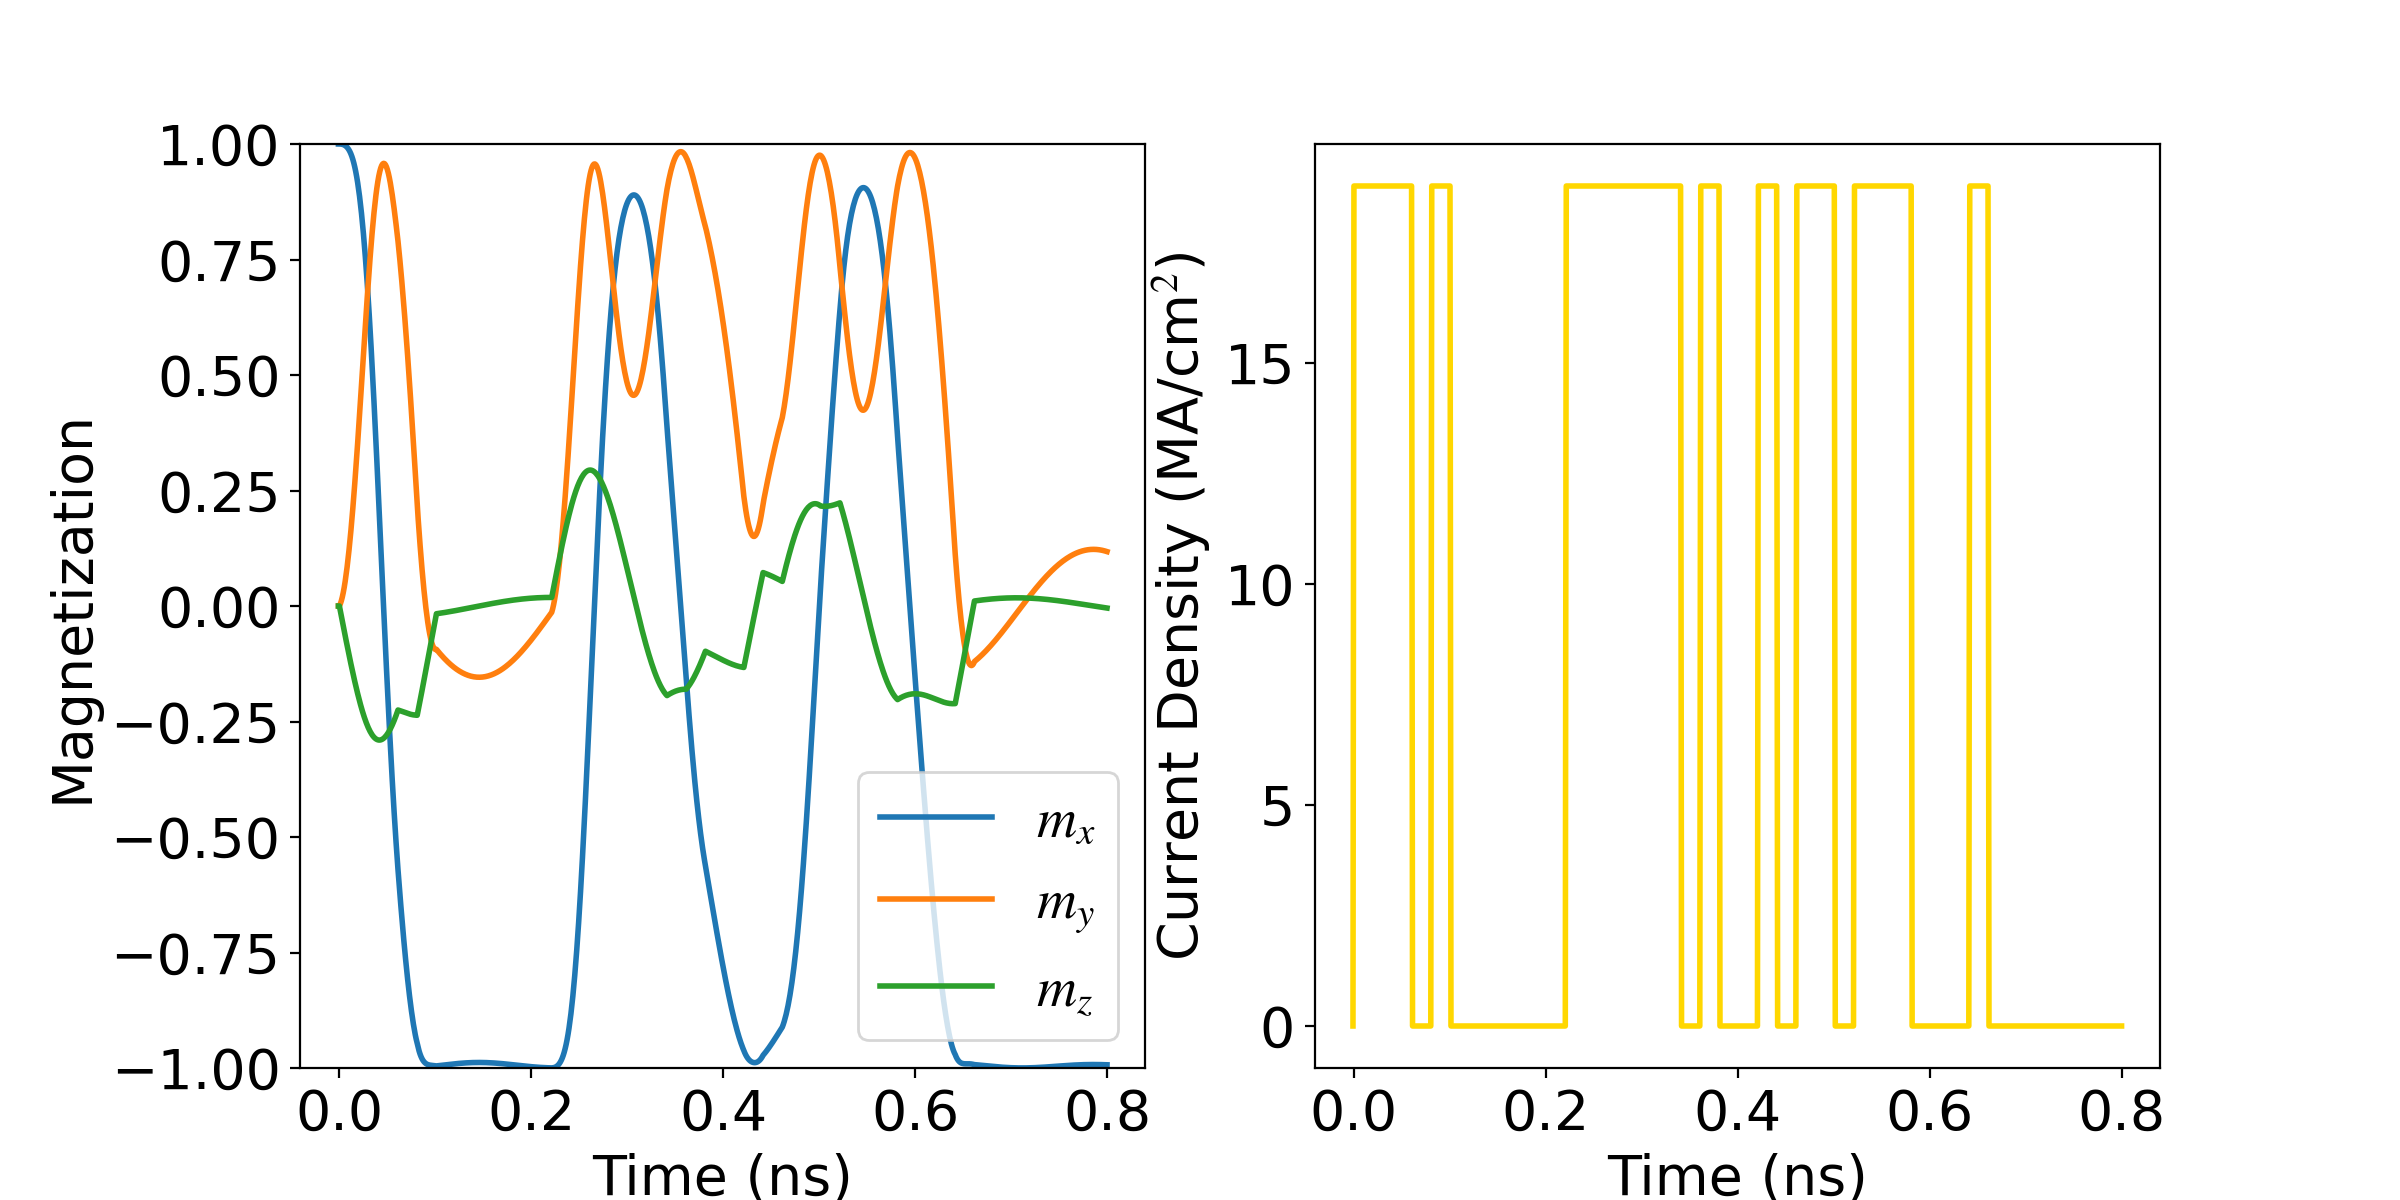 Magnetization
1.00
0.75
0.50
0.25
0.00
−0.25
−0.50
−0.75
−1.00
0.0 0.2 0.4 0.6 0.8
Time (ns)
m_x
m_y
m_z
Current Density (MA/cm²)
15
10
5
0
0.0 0.2 0.4 0.6 0.8
Time (ns)